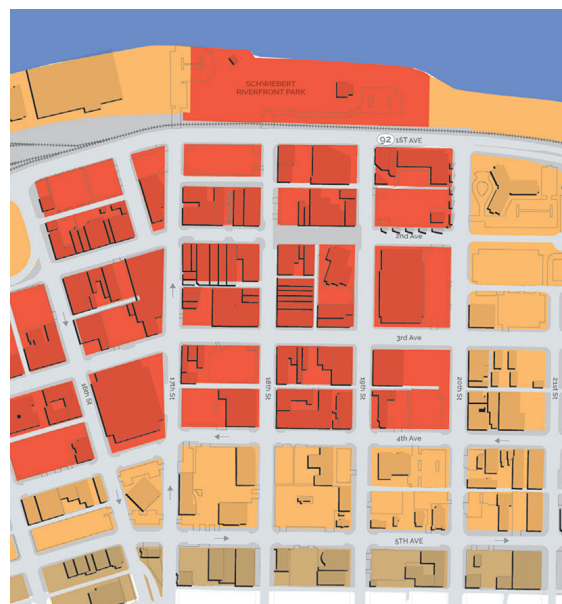 SCHWIEBERT
RIVERFRONT PARK
92 1ST AVE
2nd Ave
3rd Ave
16th St
17th St
18th St
19th St
20th St
21st St
4th Ave
5TH AVE